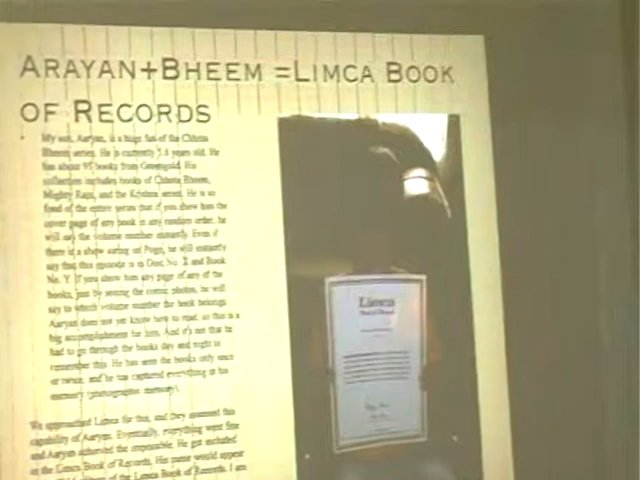 ARAYAN+BHEEM =LIMCA BOOK
OF RECORDS
My son, Aaryan, is a huge fan of the Chhota
Bheem series. He is currently 5.6 years old. He
has about 95 books from Greengold. His
collection includes books of Chhota Bheem,
Mighty Raju, and the Krishna series. He is so
fond of the entire series that if you show him the
cover page of any book in any random order, he
will say the volume number instantly. Even if
there is a show airing on Pogo, he will instantly
say that this episode is in Disc No. X and Book
No. Y. If you show him any page of any of the
books, just by seeing the comic photos, he will
say to which volume number the book belongs.
Aaryan does not yet know how to read, so this is a
big accomplishment for him. And it's not that he
had to go through the books day and night to
remember this. He has seen the books only once
or twice, and he has captured everything in his
memory (photographic memory).
We approached Limca for this, and they assessed this
capability of Aaryan. Eventually, everything went fine
and Aaryan achieved the impossible. He got included
in the Limca Book of Records. His name would appear
of the Limca Book of Records. I am
Limca